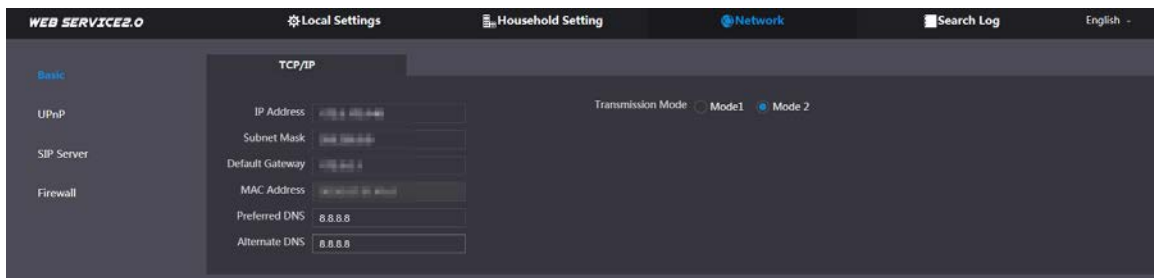 WEB SERVICE2.0 Local Settings Household Setting Network Search Log English
Basic
UPnP
SIP Server
Firewall
TCP/IP
IP Address
Subnet Mask
Default Gateway
MAC Address
Preferred DNS 8.8.8.8
Alternate DNS 8.8.8.8
Transmission Mode Mode1 Mode 2